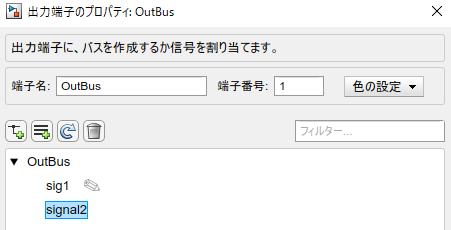 出力端子のプロパティ: OutBus
出力端子に、バスを作成するか信号を割り当てます。
端子名: OutBus 端子番号: 1 色の設定
フィルター...
OutBus
sig1
signal2